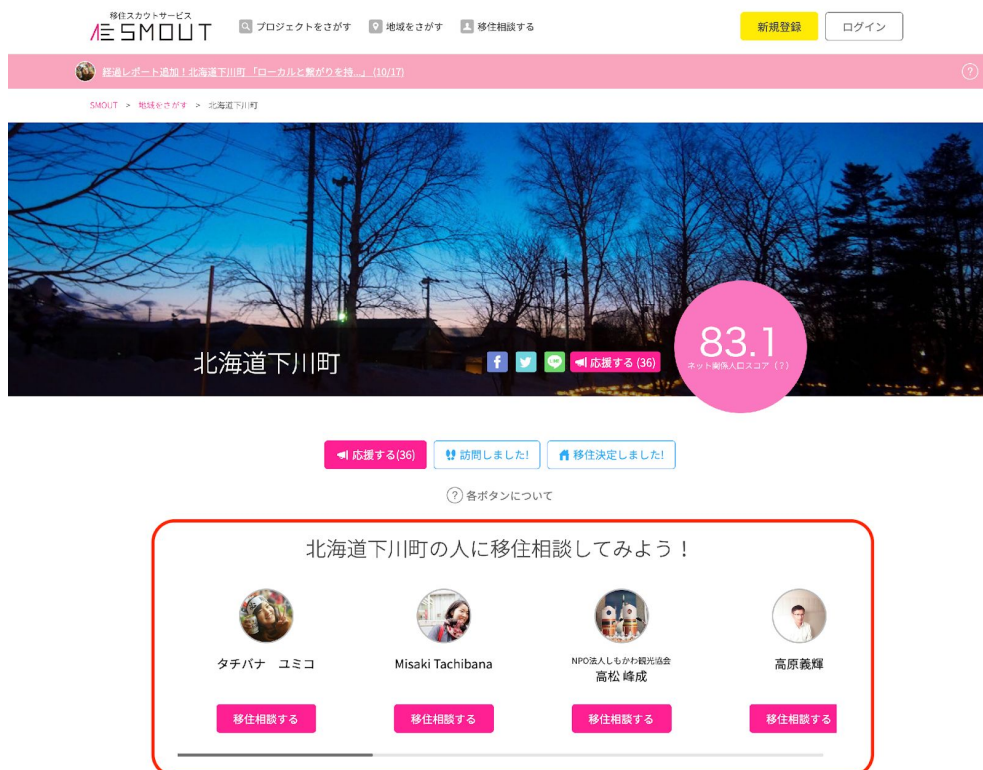 移住スカウトサービス
SMOUT
プロジェクトをさがす 地域をさがす 移住相談する
新規登録 ログイン
経過レポート追加！北海道下川町 「ローカルと繋がりを持...」 (10/17)
?
SMOUT > 地域をさがす > 北海道下川町
83.1
ネット関係人口スコア（？）
北海道下川町
f LINE 応援する (36)
応援する(36) 訪問しました! 移住決定しました!
? 各ボタンについて
北海道下川町の人に移住相談してみよう！
タチバナ　ユミコ
移住相談する
Misaki Tachibana
移住相談する
NPO法人しもかわ観光協会
高松 峰成
移住相談する
高原義輝
移住相談する